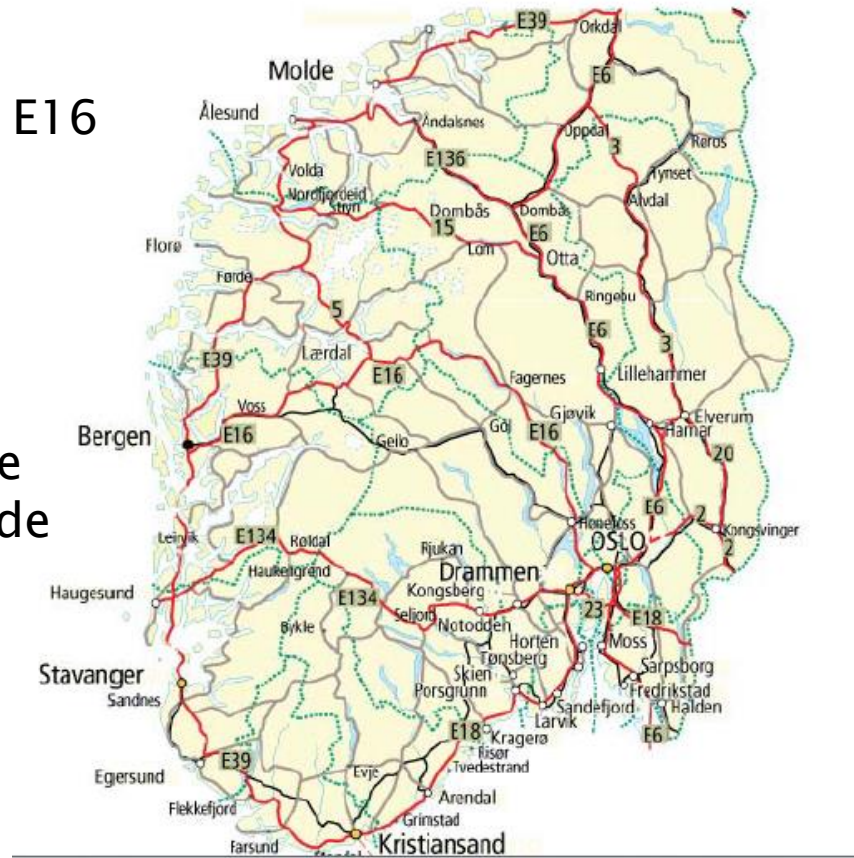 E39
Orkdal
Molde
E6
E16
Ålesund
Åndalsnes
Oppdal
3
Røros
E136
Tynset
Volda
Nordfjordeid
Stryn
Alvdal
Dombås
Dombås
15
E6
Florø
Lom
Otta
Førde
Ringebu
5
E6
3
E39
Lærdal
E16
Fagernes
Lillehammer
Voss
Gjøvik
Elverum
Bergen
E16
Gol
E16
Hamar
Geilo
20
e
de
E6
2
Leirvik
E134
Røldal
Hønefoss
Kongsvinger
OSLO
2
Rjukan
Haukeligrend
Drammen
Haugesund
Kongsberg
E134
Seljord
23
E18
Bykle
Notodden
Horten
Moss
Tønsberg
Stavanger
Skien
Sarpsborg
Sandnes
Porsgrunn
Fredrikstad
Sandefjord
Halden
Larvik
E18
Kragerø
E6
Risør
E39
Tvedestrand
Egersund
Evje
Arendal
Flekkefjord
Grimstad
Farsund
Kristiansand